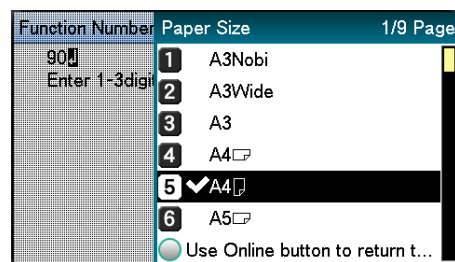 Function Number
90
Enter 1-3digi
Paper Size 1/9 Page
1 A3Nobi
2 A3Wide
3 A3
4 A4
5 A4
6 A5
Use Online button to return t...